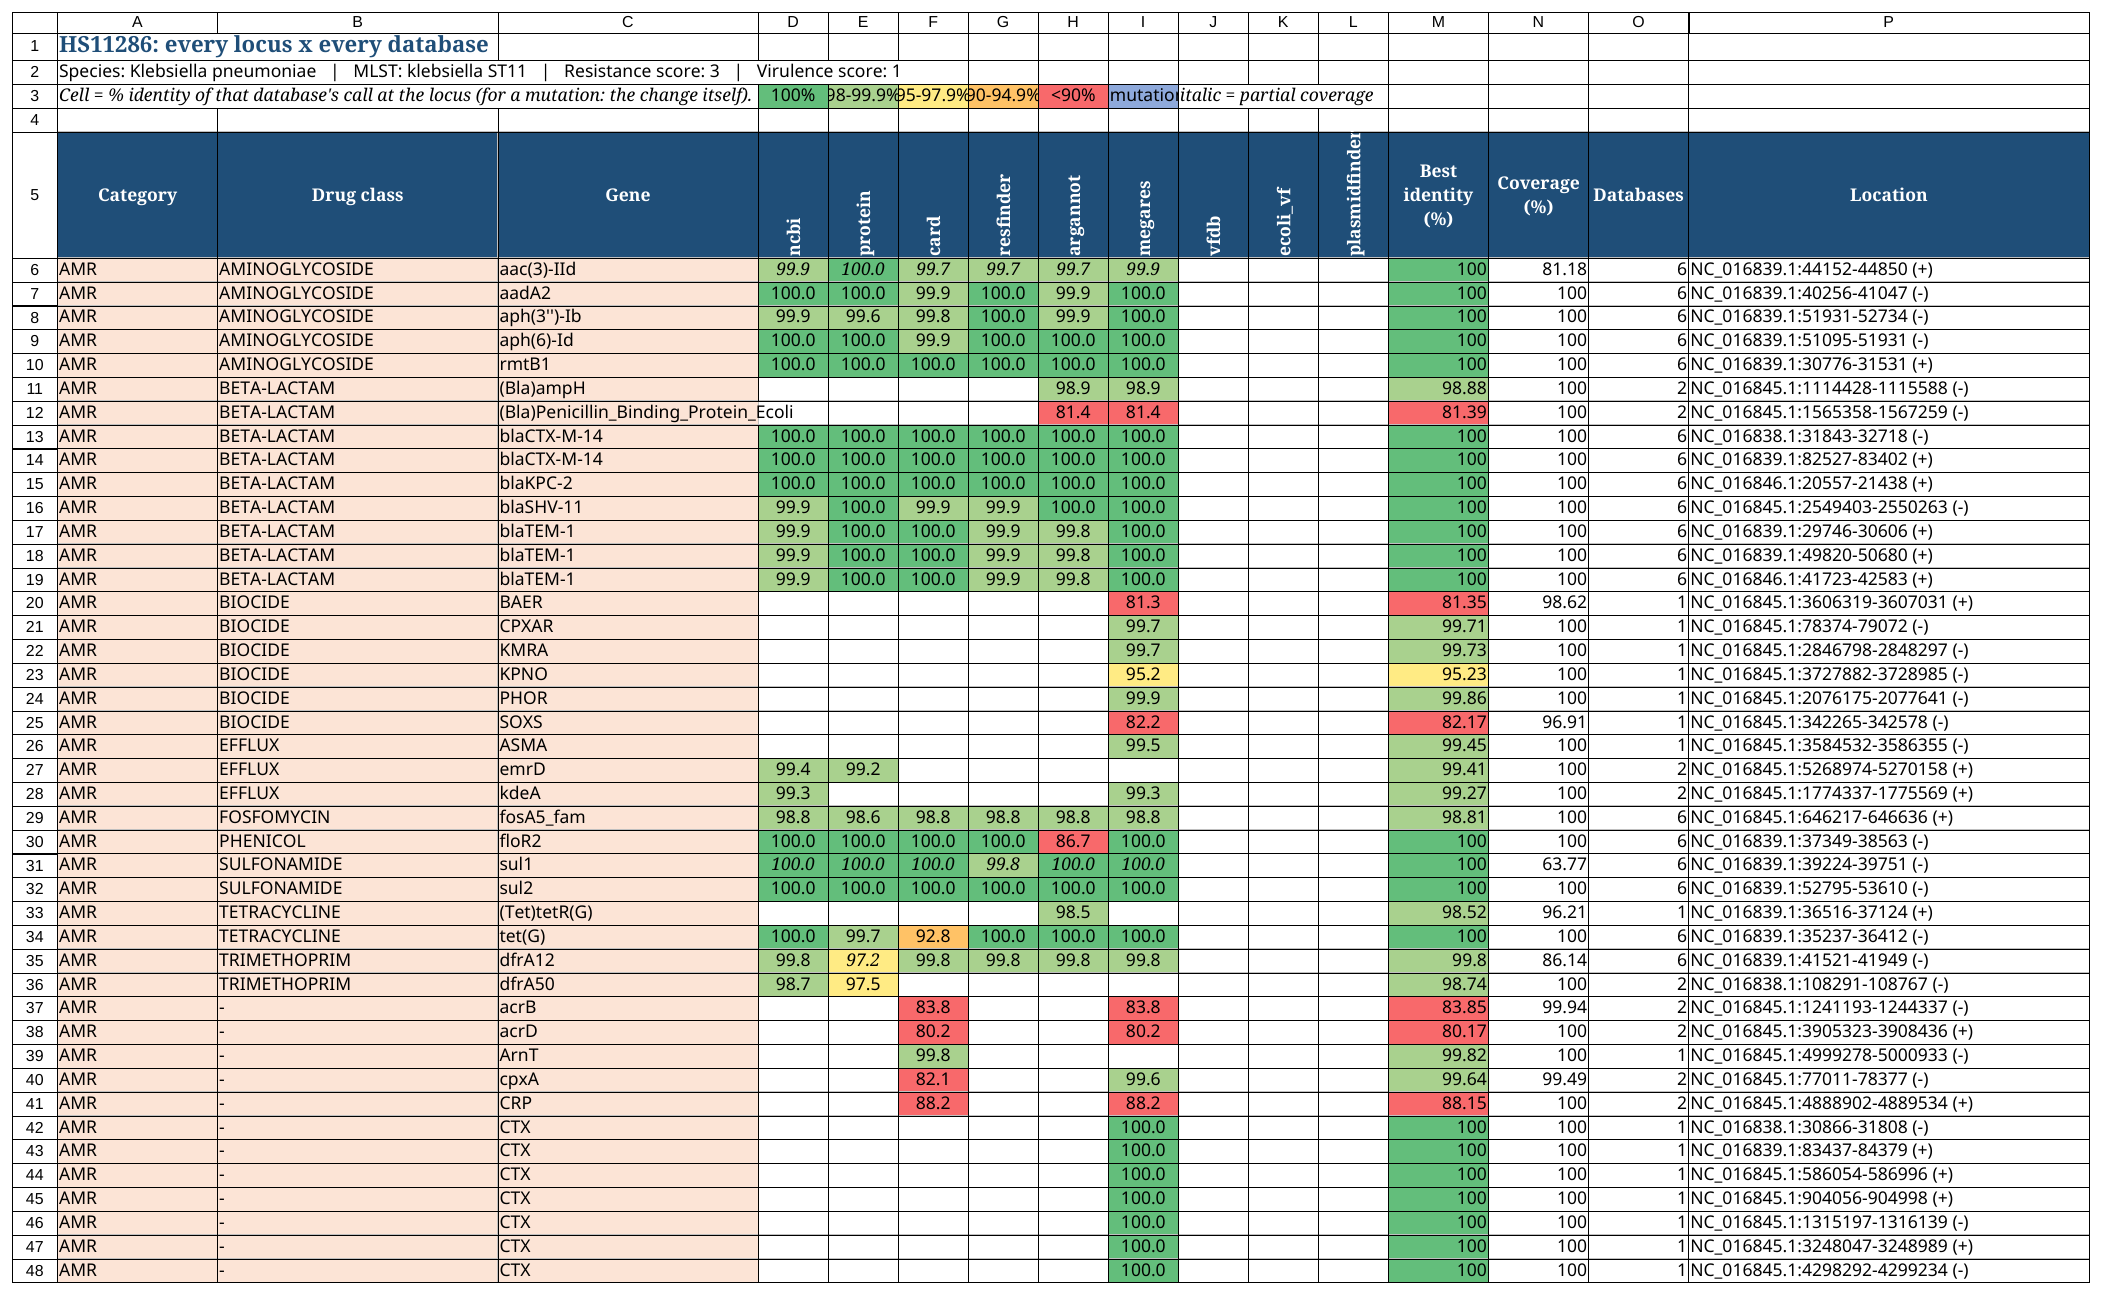 A B C D E F G H I J K L M N O P
1 HS11286: every locus x every database
2 Species: Klebsiella pneumoniae | MLST: klebsiella ST11 | Resistance score: 3 | Virulence score: 1
3 Cell = % identity of that database's call at the locus (for a mutation: the change itself). 100% 98-99.9% 95-97.9% 90-94.9% <90% mutation italic = partial coverage
4
5 Category Drug class Gene ncbi protein card resfinder argannot megares vfdb ecoli_vf plasmidfinder Best identity (%) Coverage (%) Databases Location
6 AMR AMINOGLYCOSIDE aac(3)-IId 99.9 100.0 99.7 99.7 99.7 99.9 100 81.18 6 NC_016839.1:44152-44850 (+)
7 AMR AMINOGLYCOSIDE aadA2 100.0 100.0 99.9 100.0 99.9 100.0 100 100 6 NC_016839.1:40256-41047 (-)
8 AMR AMINOGLYCOSIDE aph(3'')-Ib 99.9 99.6 99.8 100.0 99.9 100.0 100 100 6 NC_016839.1:51931-52734 (-)
9 AMR AMINOGLYCOSIDE aph(6)-Id 100.0 100.0 99.9 100.0 100.0 100.0 100 100 6 NC_016839.1:51095-51931 (-)
10 AMR AMINOGLYCOSIDE rmtB1 100.0 100.0 100.0 100.0 100.0 100.0 100 100 6 NC_016839.1:30776-31531 (+)
11 AMR BETA-LACTAM (Bla)ampH 98.9 98.9 98.88 100 2 NC_016845.1:1114428-1115588 (-)
12 AMR BETA-LACTAM (Bla)Penicillin_Binding_Protein_Ecoli 81.4 81.4 81.39 100 2 NC_016845.1:1565358-1567259 (-)
13 AMR BETA-LACTAM blaCTX-M-14 100.0 100.0 100.0 100.0 100.0 100.0 100 100 6 NC_016838.1:31843-32718 (-)
14 AMR BETA-LACTAM blaCTX-M-14 100.0 100.0 100.0 100.0 100.0 100.0 100 100 6 NC_016839.1:82527-83402 (+)
15 AMR BETA-LACTAM blaKPC-2 100.0 100.0 100.0 100.0 100.0 100.0 100 100 6 NC_016846.1:20557-21438 (+)
16 AMR BETA-LACTAM blaSHV-11 99.9 100.0 99.9 99.9 100.0 100.0 100 100 6 NC_016845.1:2549403-2550263 (-)
17 AMR BETA-LACTAM blaTEM-1 99.9 100.0 100.0 99.9 99.8 100.0 100 100 6 NC_016839.1:29746-30606 (+)
18 AMR BETA-LACTAM blaTEM-1 99.9 100.0 100.0 99.9 99.8 100.0 100 100 6 NC_016839.1:49820-50680 (+)
19 AMR BETA-LACTAM blaTEM-1 99.9 100.0 100.0 99.9 99.8 100.0 100 100 6 NC_016846.1:41723-42583 (+)
20 AMR BIOCIDE BAER 81.3 81.35 98.62 1 NC_016845.1:3606319-3607031 (+)
21 AMR BIOCIDE CPXAR 99.7 99.71 100 1 NC_016845.1:78374-79072 (-)
22 AMR BIOCIDE KMRA 99.7 99.73 100 1 NC_016845.1:2846798-2848297 (-)
23 AMR BIOCIDE KPNO 95.2 95.23 100 1 NC_016845.1:3727882-3728985 (-)
24 AMR BIOCIDE PHOR 99.9 99.86 100 1 NC_016845.1:2076175-2077641 (-)
25 AMR BIOCIDE SOXS 82.2 82.17 96.91 1 NC_016845.1:342265-342578 (-)
26 AMR EFFLUX ASMA 99.5 99.45 100 1 NC_016845.1:3584532-3586355 (-)
27 AMR EFFLUX emrD 99.4 99.2 99.41 100 2 NC_016845.1:5268974-5270158 (+)
28 AMR EFFLUX kdeA 99.3 99.3 99.27 100 2 NC_016845.1:1774337-1775569 (+)
29 AMR FOSFOMYCIN fosA5_fam 98.8 98.6 98.8 98.8 98.8 98.8 98.81 100 6 NC_016845.1:646217-646636 (+)
30 AMR PHENICOL floR2 100.0 100.0 100.0 100.0 86.7 100.0 100 100 6 NC_016839.1:37349-38563 (-)
31 AMR SULFONAMIDE sul1 100.0 100.0 100.0 99.8 100.0 100.0 100 63.77 6 NC_016839.1:39224-39751 (-)
32 AMR SULFONAMIDE sul2 100.0 100.0 100.0 100.0 100.0 100.0 100 100 6 NC_016839.1:52795-53610 (-)
33 AMR TETRACYCLINE (Tet)tetR(G) 98.5 98.52 96.21 1 NC_016839.1:36516-37124 (+)
34 AMR TETRACYCLINE tet(G) 100.0 99.7 92.8 100.0 100.0 100.0 100 100 6 NC_016839.1:35237-36412 (-)
35 AMR TRIMETHOPRIM dfrA12 99.8 97.2 99.8 99.8 99.8 99.8 99.8 86.14 6 NC_016839.1:41521-41949 (-)
36 AMR TRIMETHOPRIM dfrA50 98.7 97.5 98.74 100 2 NC_016838.1:108291-108767 (-)
37 AMR - acrB 83.8 83.8 83.85 99.94 2 NC_016845.1:1241193-1244337 (-)
38 AMR - acrD 80.2 80.2 80.17 100 2 NC_016845.1:3905323-3908436 (+)
39 AMR - ArnT 99.8 99.82 100 1 NC_016845.1:4999278-5000933 (-)
40 AMR - cpxA 82.1 99.6 99.64 99.49 2 NC_016845.1:77011-78377 (-)
41 AMR - CRP 88.2 88.2 88.15 100 2 NC_016845.1:4888902-4889534 (+)
42 AMR - CTX 100.0 100 100 1 NC_016838.1:30866-31808 (-)
43 AMR - CTX 100.0 100 100 1 NC_016839.1:83437-84379 (+)
44 AMR - CTX 100.0 100 100 1 NC_016845.1:586054-586996 (+)
45 AMR - CTX 100.0 100 100 1 NC_016845.1:904056-904998 (+)
46 AMR - CTX 100.0 100 100 1 NC_016845.1:1315197-1316139 (-)
47 AMR - CTX 100.0 100 100 1 NC_016845.1:3248047-3248989 (+)
48 AMR - CTX 100.0 100 100 1 NC_016845.1:4298292-4299234 (-)